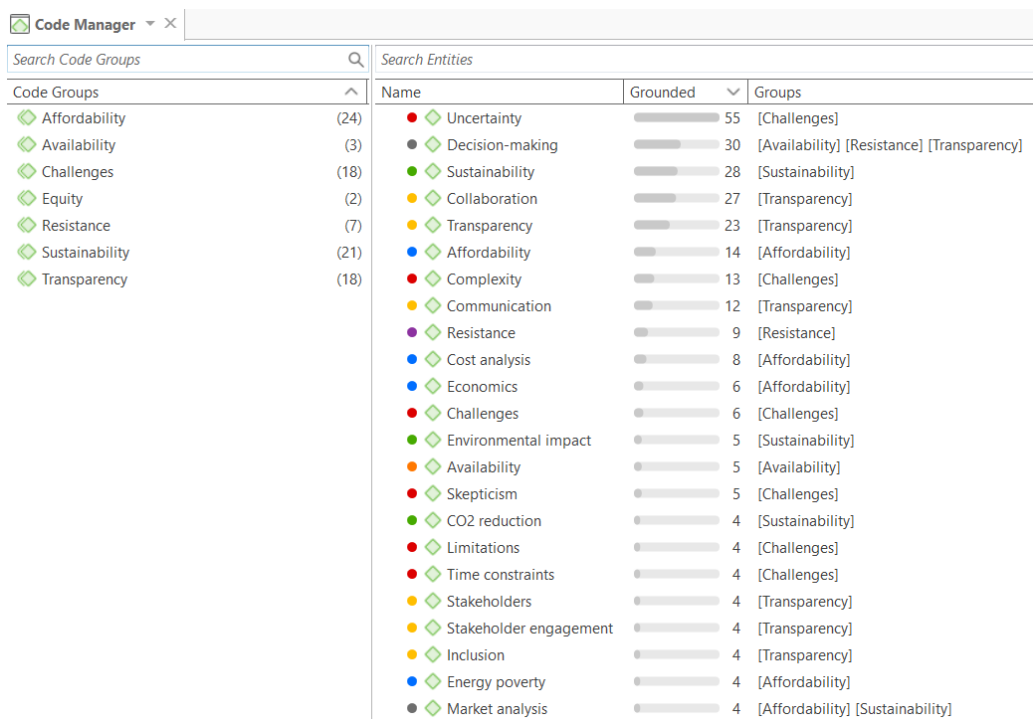 Code Manager
Search Code Groups
Code Groups
Affordability (24)
Availability (3)
Challenges (18)
Equity (2)
Resistance (7)
Sustainability (21)
Transparency (18)
Search Entities
Name Grounded Groups
Uncertainty 55 [Challenges]
Decision-making 30 [Availability] [Resistance] [Transparency]
Sustainability 28 [Sustainability]
Collaboration 27 [Transparency]
Transparency 23 [Transparency]
Affordability 14 [Affordability]
Complexity 13 [Challenges]
Communication 12 [Transparency]
Resistance 9 [Resistance]
Cost analysis 8 [Affordability]
Economics 6 [Affordability]
Challenges 6 [Challenges]
Environmental impact 5 [Sustainability]
Availability 5 [Availability]
Skepticism 5 [Challenges]
CO2 reduction 4 [Sustainability]
Limitations 4 [Challenges]
Time constraints 4 [Challenges]
Stakeholders 4 [Transparency]
Stakeholder engagement 4 [Transparency]
Inclusion 4 [Transparency]
Energy poverty 4 [Affordability]
Market analysis 4 [Affordability] [Sustainability]